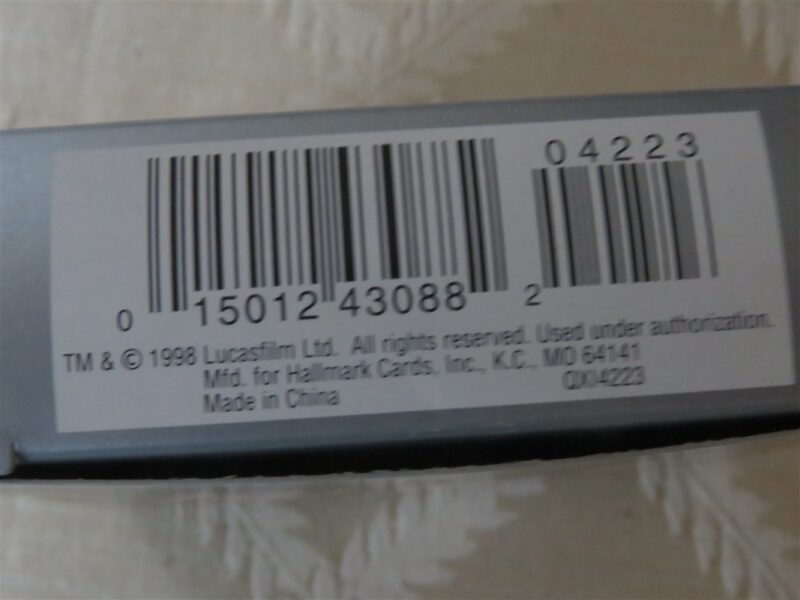 04223
0 15012 43088 2
TM & © 1998 Lucasfilm Ltd. All rights reserved. Used under authorization.
Mfd. for Hallmark Cards, Inc., K.C., MO 64141
Made in China QXI4223